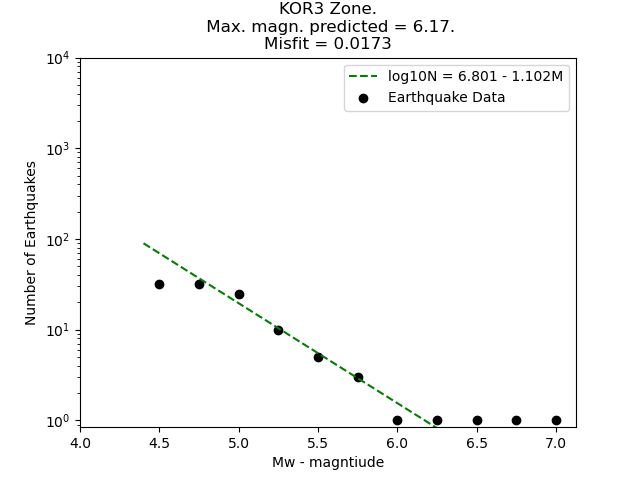 KOR3 Zone.
Max. magn. predicted = 6.17.
Misfit = 0.0173
log10N = 6.801 - 1.102M
Earthquake Data
Number of Earthquakes
10^4
10^3
10^2
10^1
10^0
4.0 4.5 5.0 5.5 6.0 6.5 7.0
Mw - magntiude